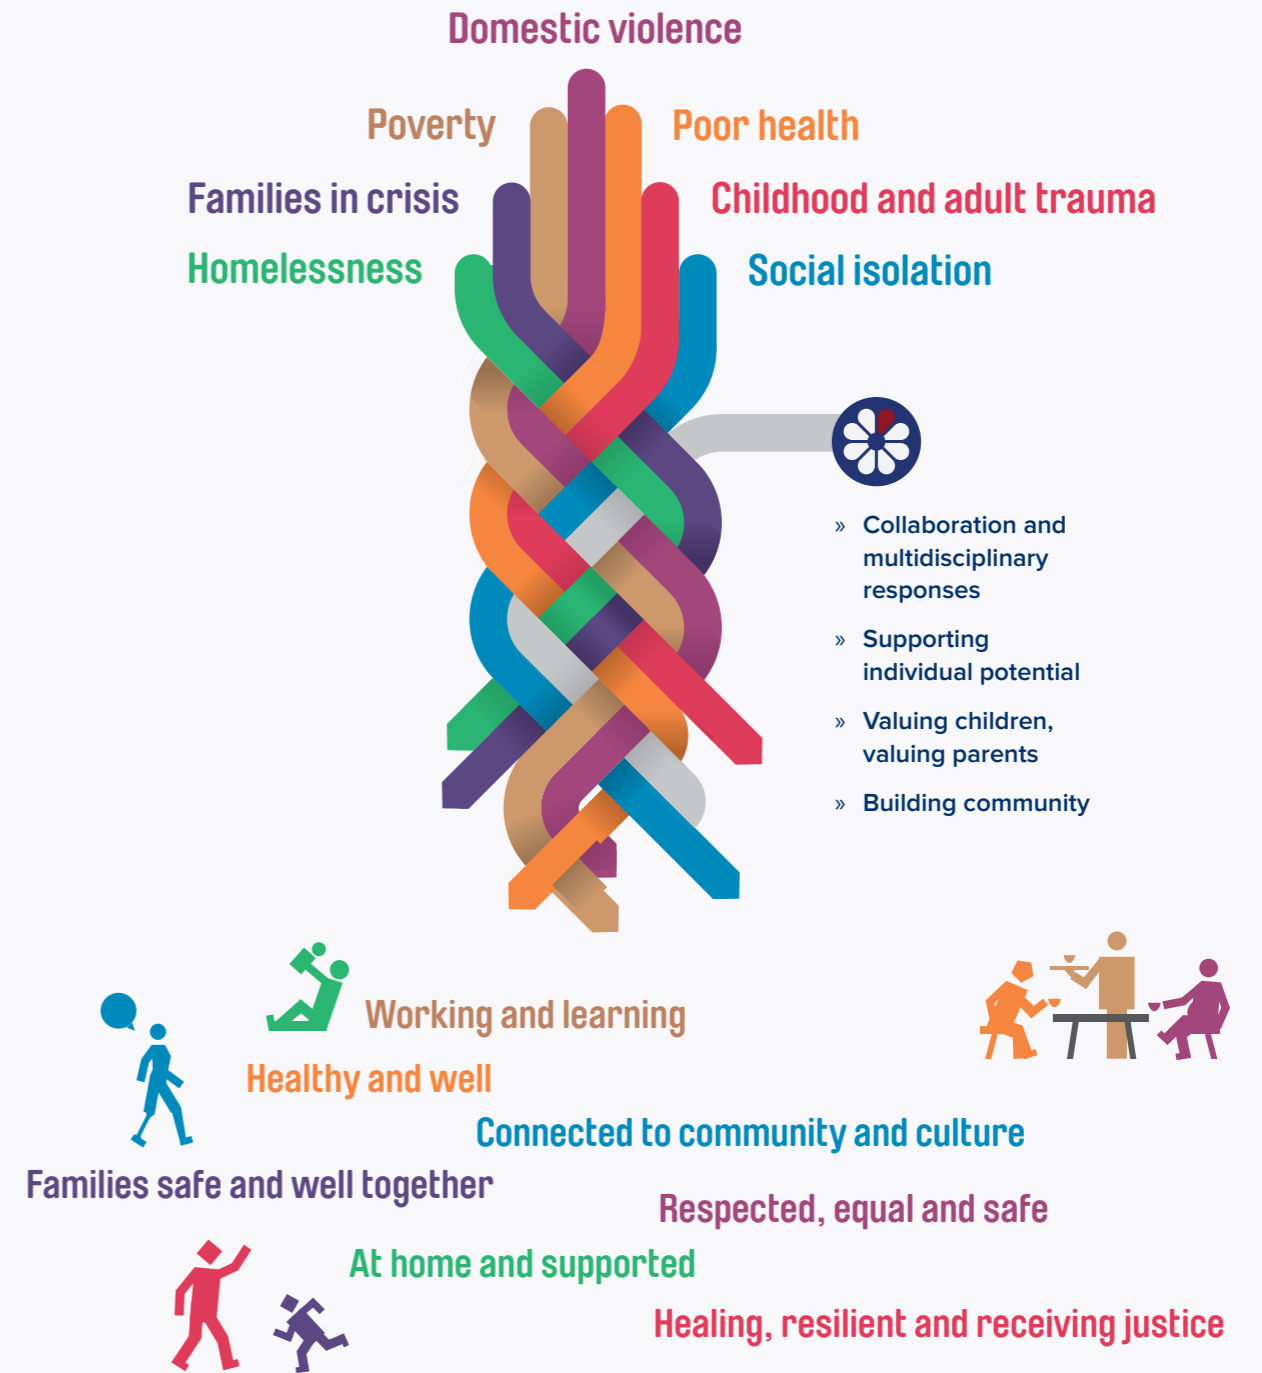 Domestic violence
Poverty
Poor health
Families in crisis
Childhood and adult trauma
Homelessness
Social isolation
» Collaboration and
multidisciplinary
responses
» Supporting
individual potential
» Valuing children,
valuing parents
» Building community
Working and learning
Healthy and well
Connected to community and culture
Families safe and well together
Respected, equal and safe
At home and supported
Healing, resilient and receiving justice